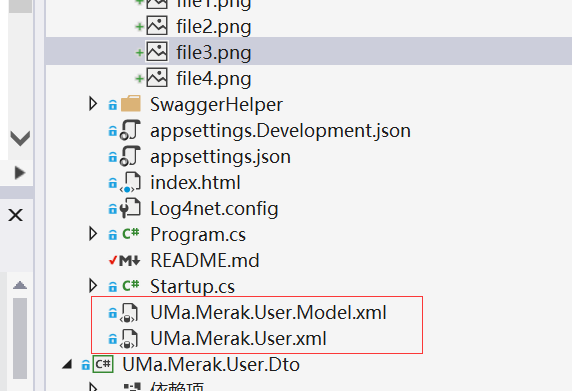 file1.png
file2.png
file3.png
file4.png
SwaggerHelper
appsettings.Development.json
appsettings.json
index.html
Log4net.config
C# Program.cs
M↓ README.md
C# Startup.cs
UMa.Merak.User.Model.xml
UMa.Merak.User.xml
C# UMa.Merak.User.Dto
依赖项